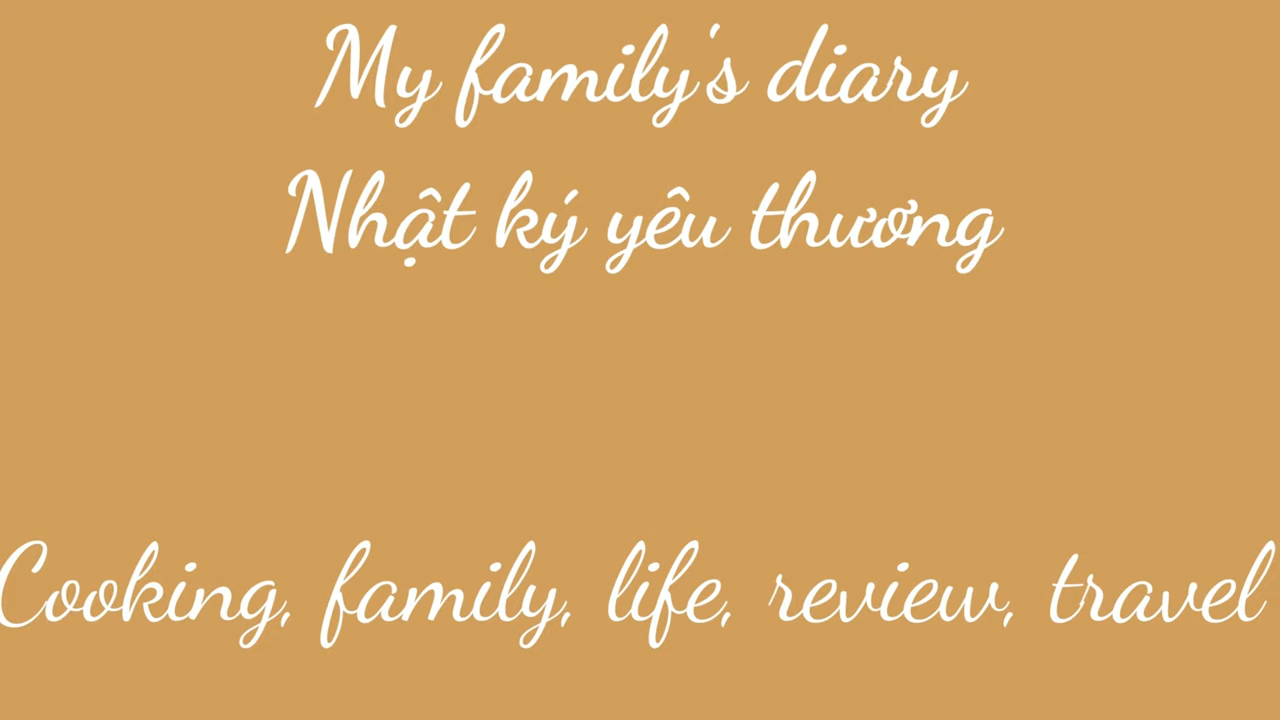 My family's diary
Nhật ký yêu thương
Cooking, family, life, review, travel